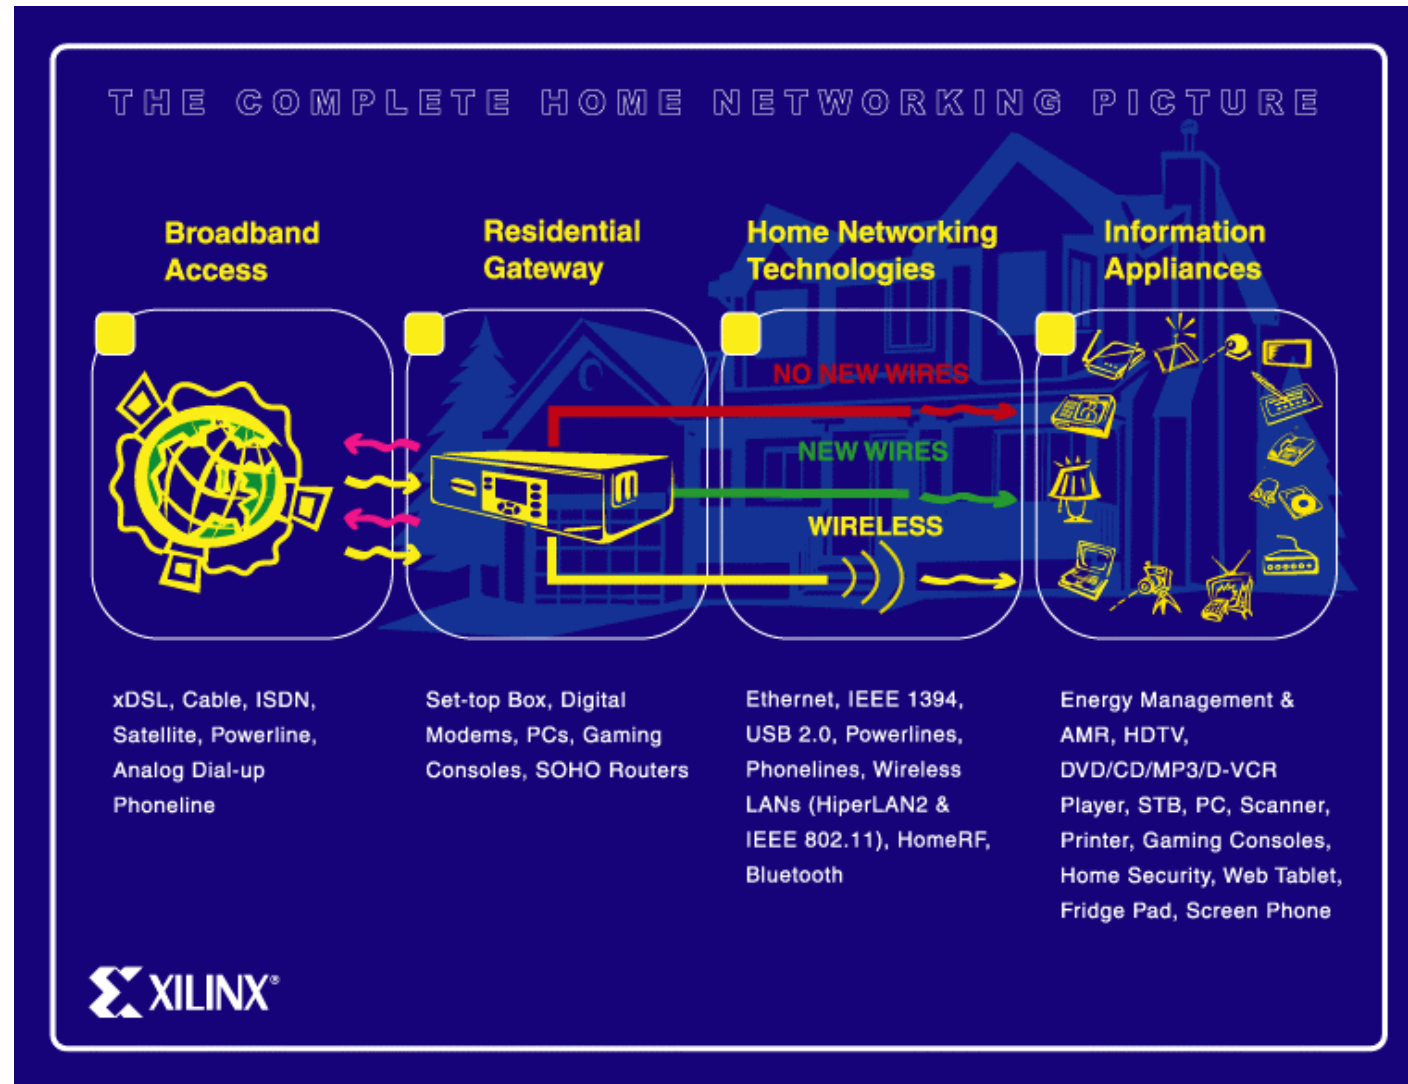 THE COMPLETE HOME NETWORKING PICTURE
Broadband
Access
Residential
Gateway
Home Networking
Technologies
Information
Appliances
NO NEW WIRES
NEW WIRES
WIRELESS
xDSL, Cable, ISDN,
Satellite, Powerline,
Analog Dial-up
Phoneline
Set-top Box, Digital
Modems, PCs, Gaming
Consoles, SOHO Routers
Ethernet, IEEE 1394,
USB 2.0, Powerlines,
Phonelines, Wireless
LANs (HiperLAN2 &
IEEE 802.11), HomeRF,
Bluetooth
Energy Management &
AMR, HDTV,
DVD/CD/MP3/D-VCR
Player, STB, PC, Scanner,
Printer, Gaming Consoles,
Home Security, Web Tablet,
Fridge Pad, Screen Phone
XILINX®